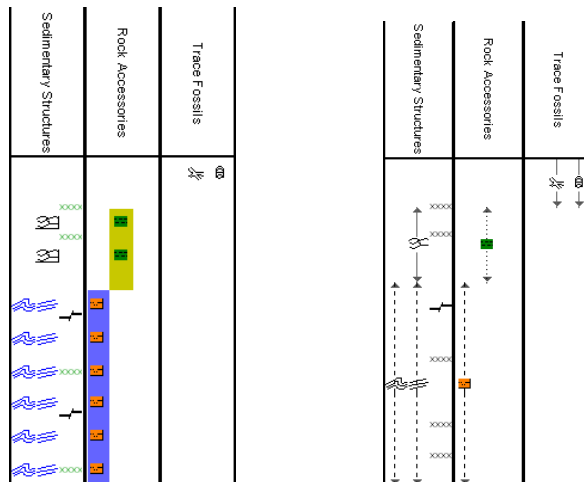 Sedimentary Structures
Rock Accessories
Trace Fossils
Sedimentary Structures
Rock Accessories
Trace Fossils